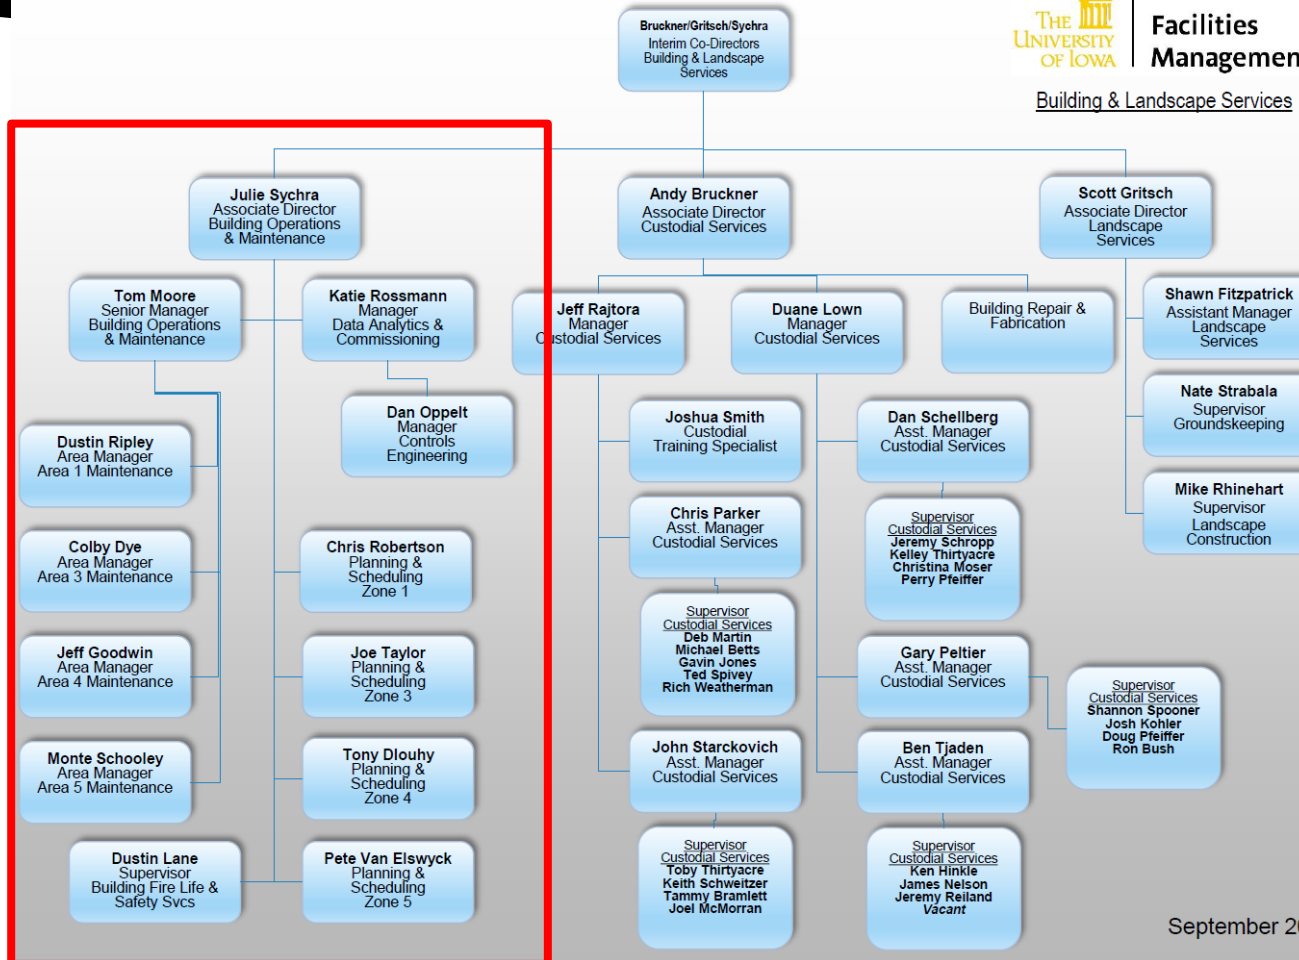 Bruckner/Gritsch/Sychra
Interim Co-Directors
Building & Landscape
Services
THE
UNIVERSITY
OF IOWA
Facilities
Managemen
Building & Landscape Services
Julie Sychra
Associate Director
Building Operations
& Maintenance
Andy Bruckner
Associate Director
Custodial Services
Scott Gritsch
Associate Director
Landscape
Services
Tom Moore
Senior Manager
Building Operations
& Maintenance
Katie Rossmann
Manager
Data Analytics &
Commissioning
Jeff Rajtora
Manager
Custodial Services
Duane Lown
Manager
Custodial Services
Building Repair &
Fabrication
Shawn Fitzpatrick
Assistant Manager
Landscape
Services
Dan Oppelt
Manager
Controls
Engineering
Joshua Smith
Custodial
Training Specialist
Dan Schellberg
Asst. Manager
Custodial Services
Nate Strabala
Supervisor
Groundskeeping
Dustin Ripley
Area Manager
Area 1 Maintenance
Chris Parker
Asst. Manager
Custodial Services
Supervisor
Custodial Services
Jeremy Schropp
Kelley Thirtyacre
Christina Moser
Perry Pfeiffer
Mike Rhinehart
Supervisor
Landscape
Construction
Colby Dye
Area Manager
Area 3 Maintenance
Chris Robertson
Planning &
Scheduling
Zone 1
Supervisor
Custodial Services
Deb Martin
Michael Betts
Gavin Jones
Ted Spivey
Rich Weatherman
Jeff Goodwin
Area Manager
Area 4 Maintenance
Joe Taylor
Planning &
Scheduling
Zone 3
Gary Peltier
Asst. Manager
Custodial Services
Supervisor
Custodial Services
Shannon Spooner
Josh Kohler
Doug Pfeiffer
Ron Bush
Monte Schooley
Area Manager
Area 5 Maintenance
Tony Dlouhy
Planning &
Scheduling
Zone 4
John Starckovich
Asst. Manager
Custodial Services
Ben Tjaden
Asst. Manager
Custodial Services
Dustin Lane
Supervisor
Building Fire Life &
Safety Svcs
Pete Van Elswyck
Planning &
Scheduling
Zone 5
Supervisor
Custodial Services
Toby Thirtyacre
Keith Schweitzer
Tammy Bramlett
Joel McMorran
Supervisor
Custodial Services
Ken Hinkle
James Nelson
Jeremy Reiland
Vacant
September 20